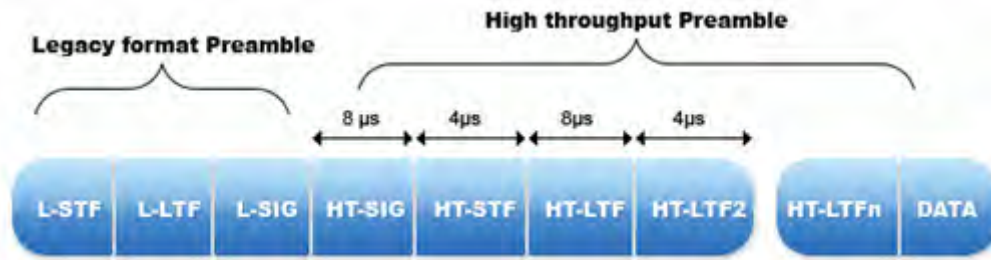 High throughput Preamble
Legacy format Preamble
8 µs 4µs 8µs 4µs
L-STF L-LTF L-SIG HT-SIG HT-STF HT-LTF HT-LTF2 HT-LTFn DATA